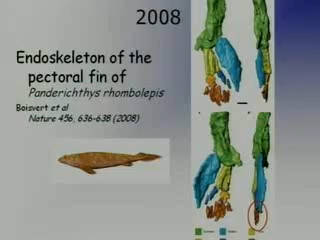 2008
Endoskeleton of the
pectoral fin of
Panderichthys rhombolepis
Boisvert et al
Nature 456, 636-638 (2008)